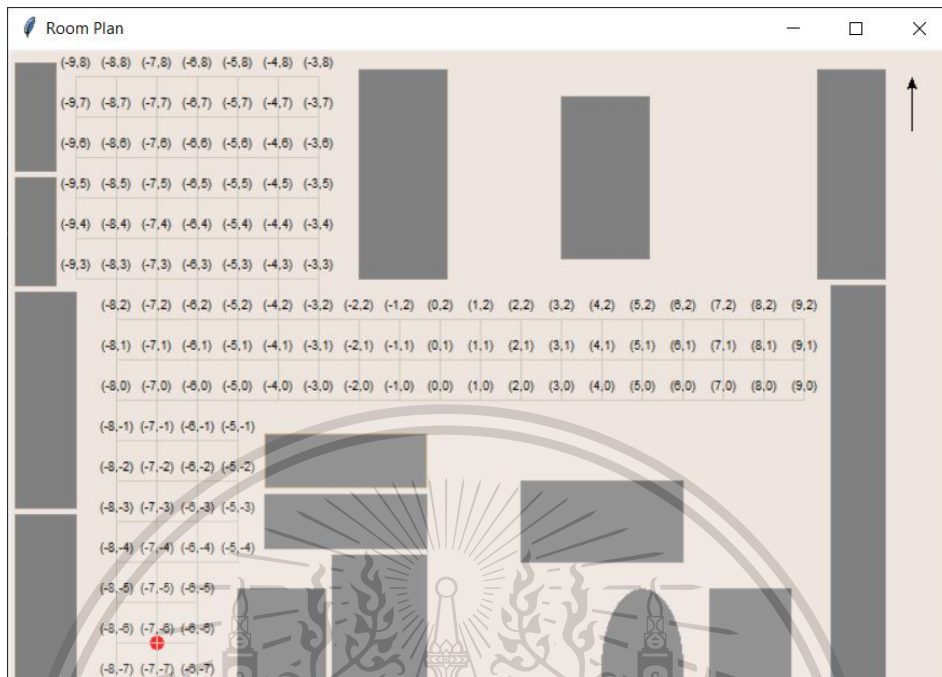 Room Plan
(-9,8) (-8,8) (-7,8) (-6,8) (-5,8) (-4,8) (-3,8)
(-9,7) (-8,7) (-7,7) (-6,7) (-5,7) (-4,7) (-3,7)
(-9,6) (-8,6) (-7,6) (-6,6) (-5,6) (-4,6) (-3,6)
(-9,5) (-8,5) (-7,5) (-6,5) (-5,5) (-4,5) (-3,5)
(-9,4) (-8,4) (-7,4) (-6,4) (-5,4) (-4,4) (-3,4)
(-9,3) (-8,3) (-7,3) (-6,3) (-5,3) (-4,3) (-3,3)
(-8,2) (-7,2) (-6,2) (-5,2) (-4,2) (-3,2) (-2,2) (-1,2) (0,2) (1,2) (2,2) (3,2) (4,2) (5,2) (6,2) (7,2) (8,2) (9,2)
(-8,1) (-7,1) (-6,1) (-5,1) (-4,1) (-3,1) (-2,1) (-1,1) (0,1) (1,1) (2,1) (3,1) (4,1) (5,1) (6,1) (7,1) (8,1) (9,1)
(-8,0) (-7,0) (-6,0) (-5,0) (-4,0) (-3,0) (-2,0) (-1,0) (0,0) (1,0) (2,0) (3,0) (4,0) (5,0) (6,0) (7,0) (8,0) (9,0)
(-8,-1) (-7,-1) (-6,-1) (-5,-1)
(-8,-2) (-7,-2) (-6,-2) (-5,-2)
(-8,-3) (-7,-3) (-6,-3) (-5,-3)
(-8,-4) (-7,-4) (-6,-4) (-5,-4)
(-8,-5) (-7,-5) (-6,-5)
(-8,-6) (-7,-6) (-6,-6)
(-8,-7) (-7,-7) (-6,-7)